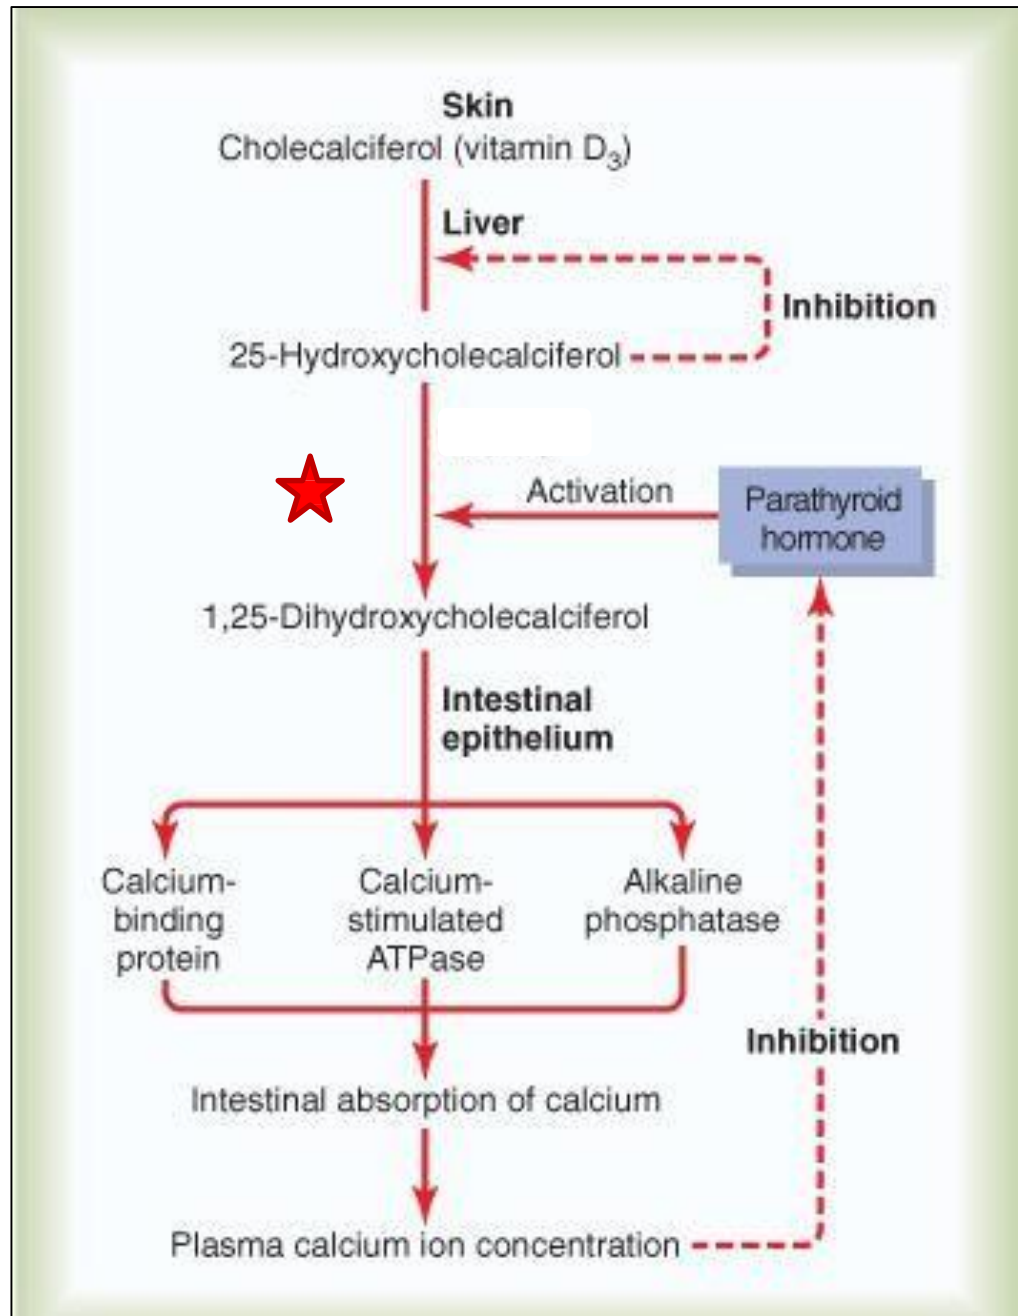 Skin
Cholecalciferol (vitamin D₃)
Liver
Inhibition
25-Hydroxycholecalciferol
Activation
Parathyroid
hormone
1,25-Dihydroxycholecalciferol
Intestinal
epithelium
Calcium-
binding
protein
Calcium-
stimulated
ATPase
Alkaline
phosphatase
Inhibition
Intestinal absorption of calcium
Plasma calcium ion concentration